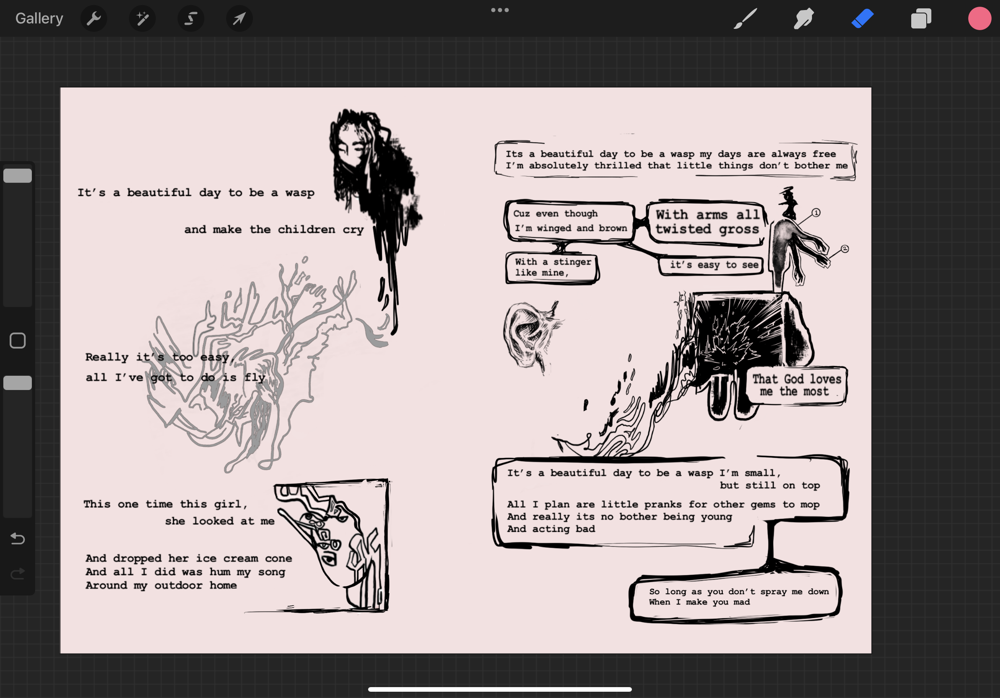 Gallery
It's a beautiful day to be a wasp
and make the children cry
Really it's too easy,
all I've got to do is fly
This one time this girl,
she looked at me
And dropped her ice cream cone
And all I did was hum my song
Around my outdoor home
Its a beautiful day to be a wasp my days are always free
I'm absolutely thrilled that little things don't bother me
Cuz even though
I'm winged and brown
With arms all
twisted gross
1
2
With a stinger
like mine,
it's easy to see
That God loves
me the most
It's a beautiful day to be a wasp I'm small,
but still on top
All I plan are little pranks for other gems to mop
And really its no bother being young
And acting bad
So long as you don't spray me down
When I make you mad